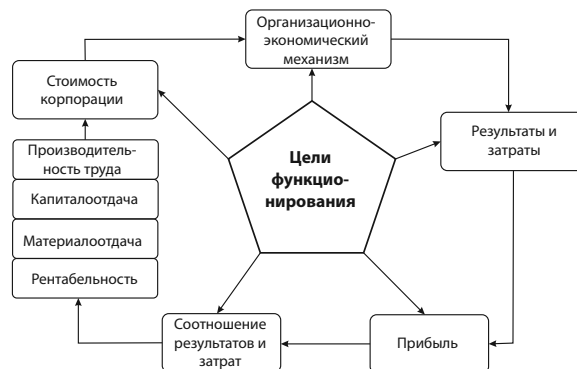 Организационно-
экономический
механизм
Стоимость
корпорации
Результаты и
затраты
Производитель-
ность труда
Капиталоотдача
Материалоотдача
Рентабельность
Цели
функцио-
нирования
Соотношение
результатов и
затрат
Прибыль